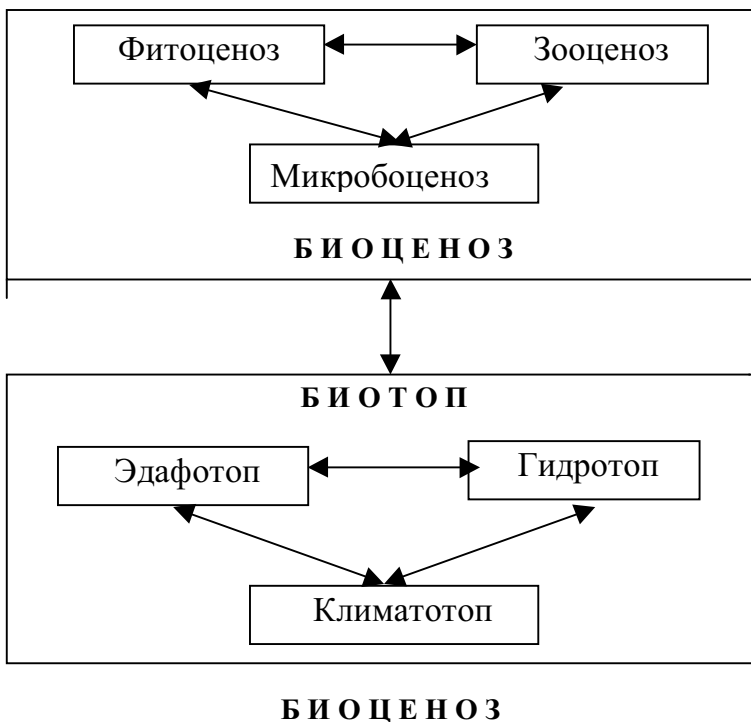 Фитоценоз Зооценоз
Микробоценоз
Б И О Ц Е Н О З
Б И О Т О П
Эдафотоп Гидротоп
Климатотоп
Б И О Ц Е Н О З